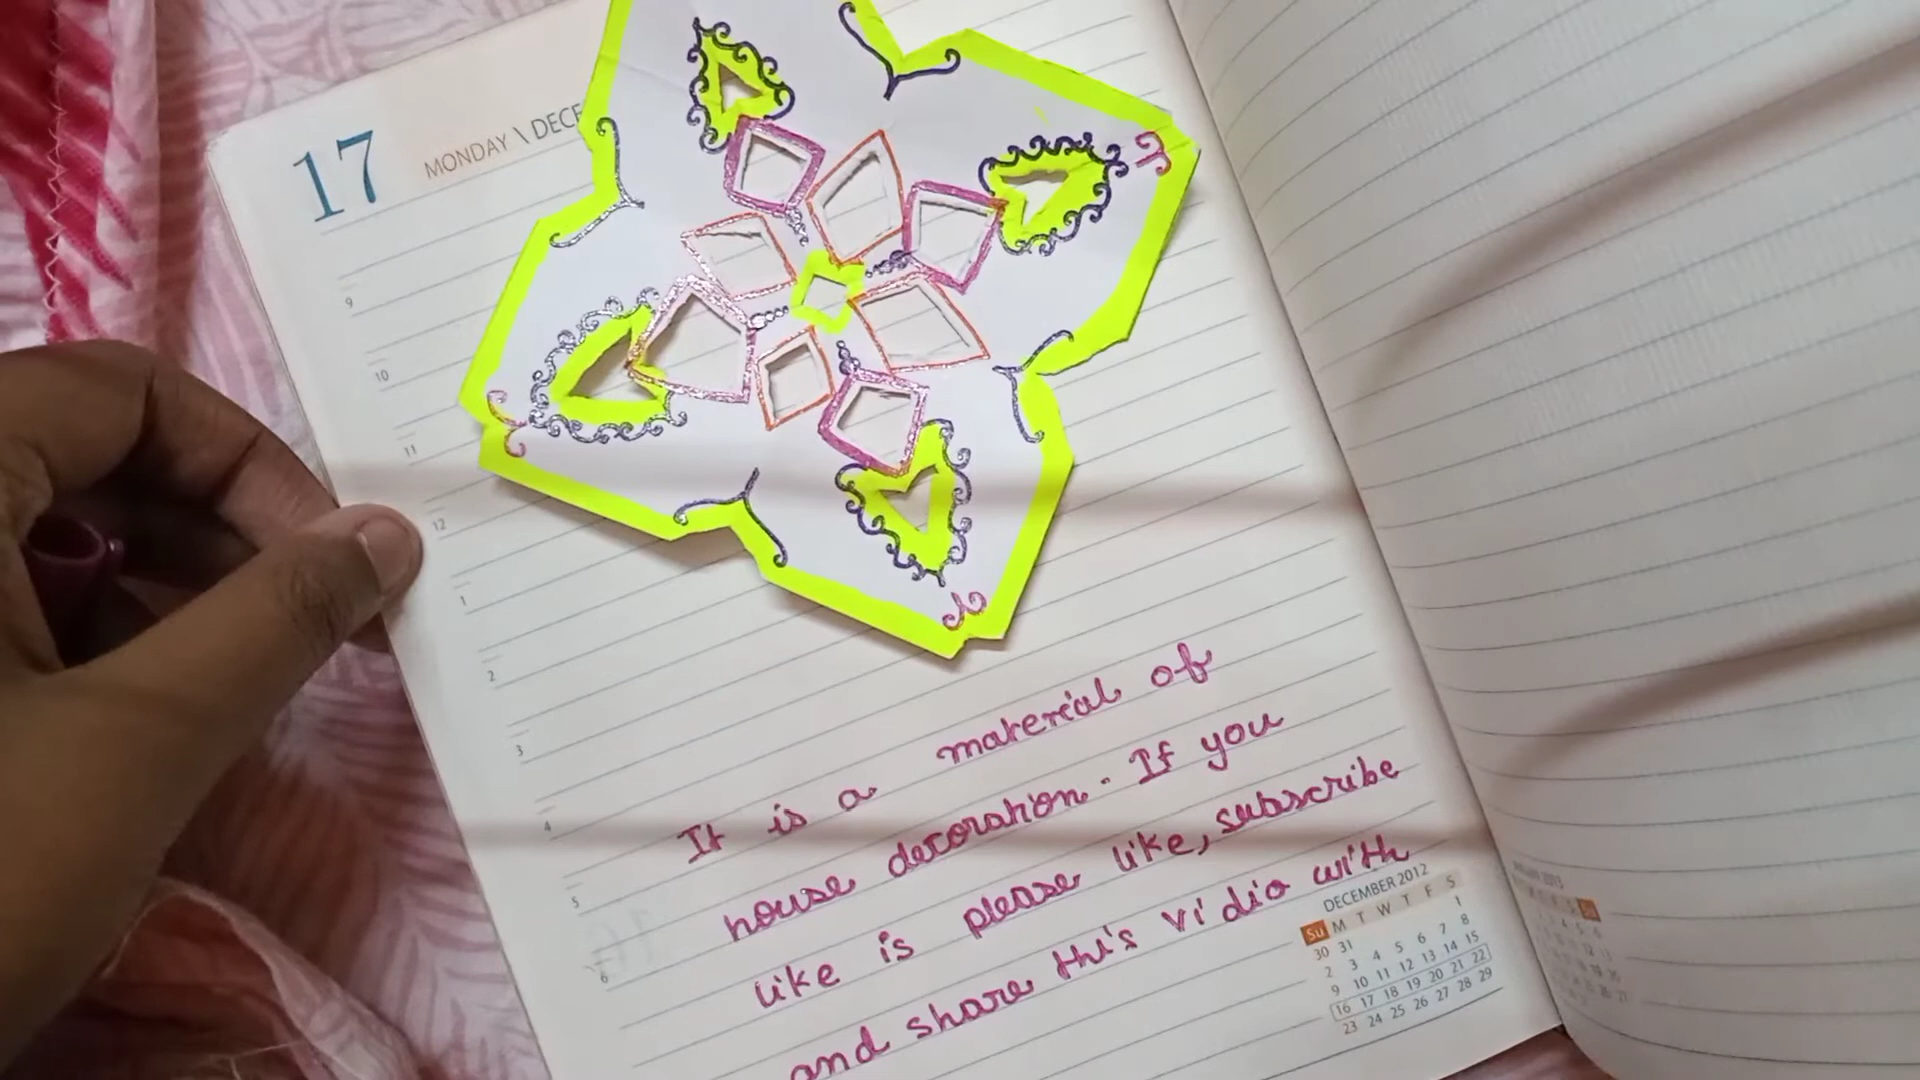 17 MONDAY \ DECE
9
10
11
12
1
2
3
4
5
6
It is a material of
house decoration. If you
like is please like, subscribe
and share this vidio with
DECEMBER 2012
Su M T W T F S
30 31 1
2 3 4 5 6 7 8
9 10 11 12 13 14 15
16 17 18 19 20 21 22
23 24 25 26 27 28 29